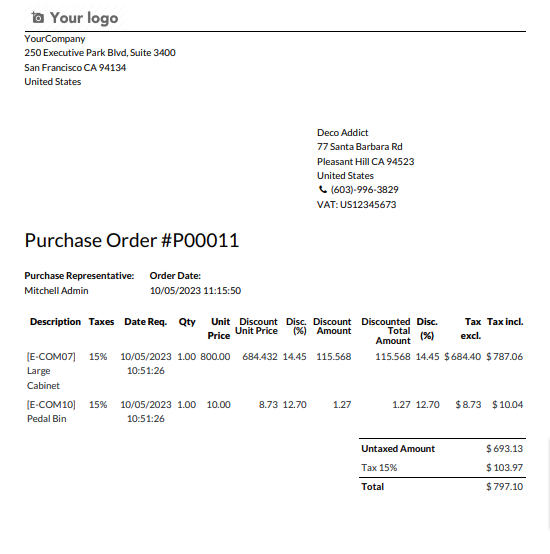 Your logo
YourCompany
250 Executive Park Blvd, Suite 3400
San Francisco CA 94134
United States
Deco Addict
77 Santa Barbara Rd
Pleasant Hill CA 94523
United States
(603)-996-3829
VAT: US12345673
Purchase Order #P00011
Purchase Representative: Order Date:
Mitchell Admin 10/05/2023 11:15:50
Description Taxes Date Req. Qty Unit Price Discount Unit Price Disc. (%) Discount Amount Discounted Total Amount Disc. (%) Tax excl. Tax incl.
[E-COM07] 15% 10/05/2023 1.00 800.00 684.432 14.45 115.568 115.568 14.45 $ 684.40 $ 787.06
Large 10:51:26
Cabinet
[E-COM10] 15% 10/05/2023 1.00 10.00 8.73 12.70 1.27 1.27 12.70 $ 8.73 $ 10.04
Pedal Bin 10:51:26
Untaxed Amount $ 693.13
Tax 15% $ 103.97
Total $ 797.10